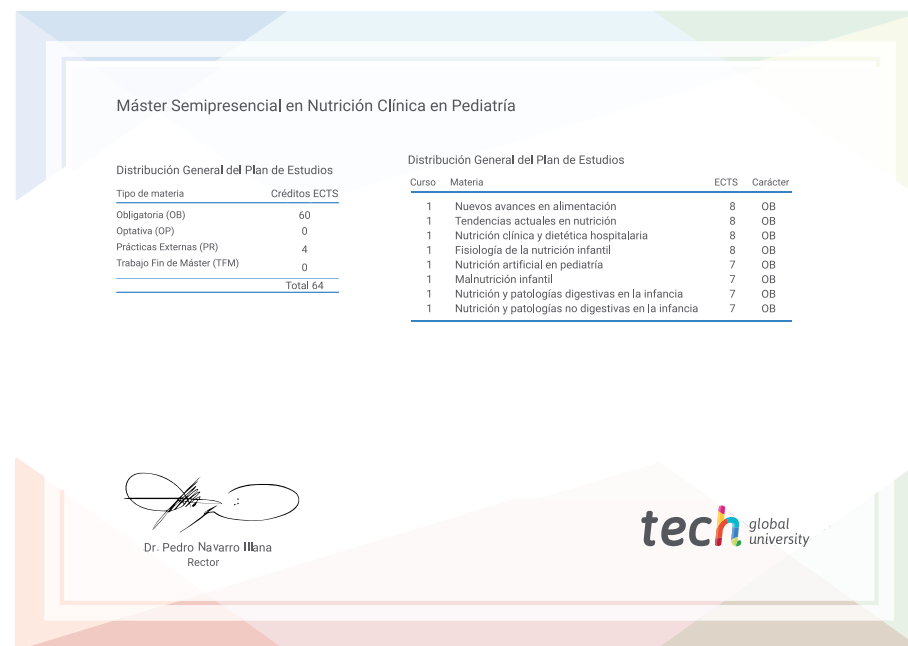 Máster Semipresencial en Nutrición Clínica en Pediatría
Distribución General del Plan de Estudios
Tipo de materia Créditos ECTS
Obligatoria (OB) 60
Optativa (OP) 0
Prácticas Externas (PR) 4
Trabajo Fin de Máster (TFM) 0
Total 64
Distribución General del Plan de Estudios
Curso Materia ECTS Carácter
1 Nuevos avances en alimentación 8 OB
1 Tendencias actuales en nutrición 8 OB
1 Nutrición clínica y dietética hospitalaria 8 OB
1 Fisiología de la nutrición infantil 8 OB
1 Nutrición artificial en pediatría 7 OB
1 Malnutrición infantil 7 OB
1 Nutrición y patologías digestivas en la infancia 7 OB
1 Nutrición y patologías no digestivas en la infancia 7 OB
Dr. Pedro Navarro Illana
Rector
tech global
university